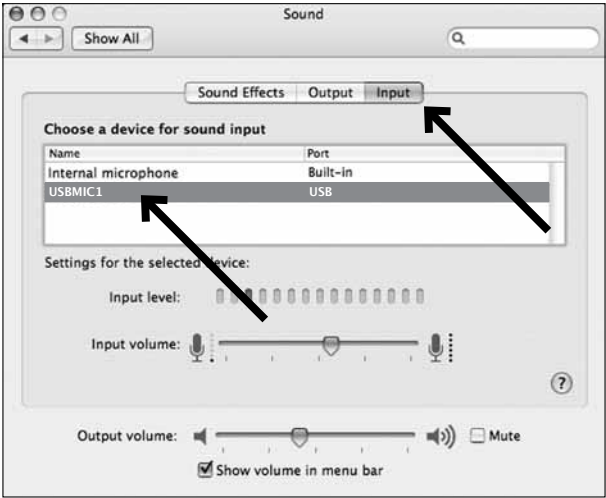 Sound
Show All
Sound Effects Output Input
Choose a device for sound input
Name Port
Internal microphone Built-in
USBMIC1 USB
Settings for the selected device:
Input level:
Input volume:
?
Output volume: Mute
Show volume in menu bar